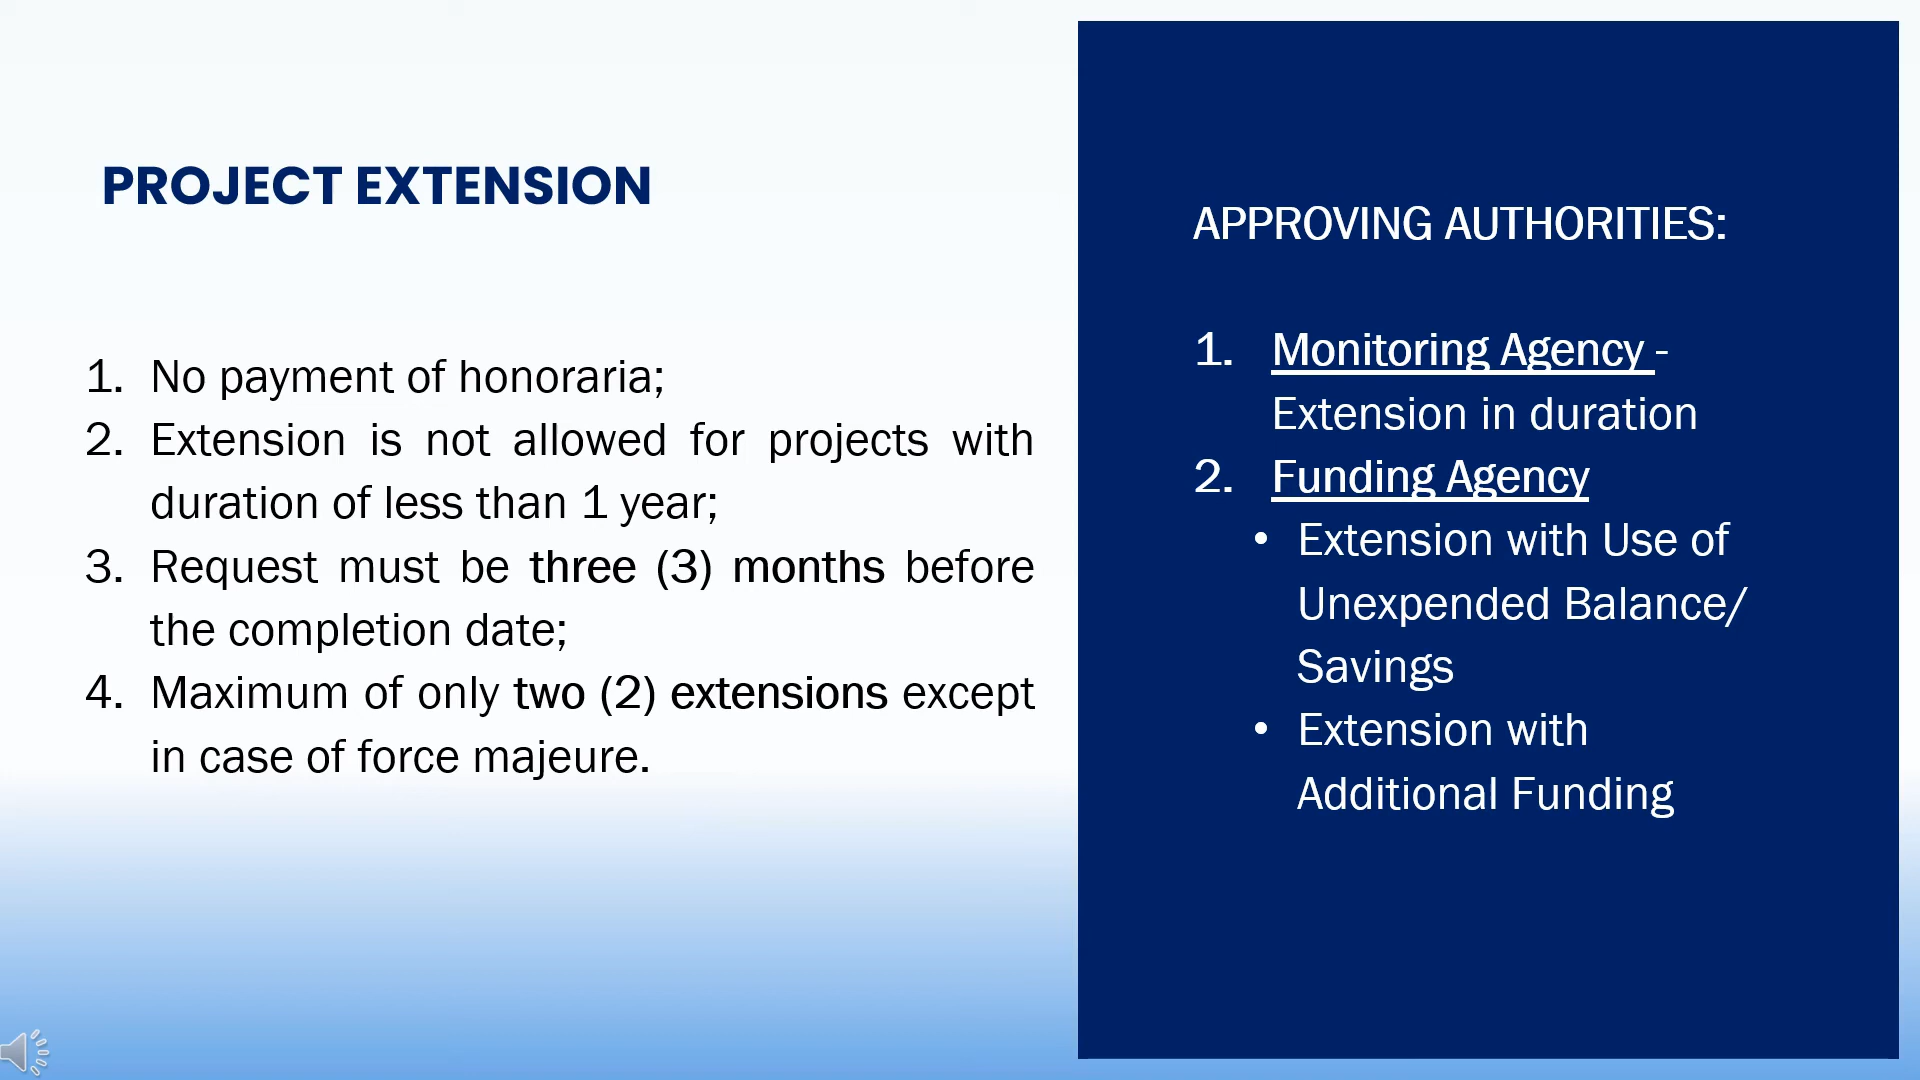 PROJECT EXTENSION
1. No payment of honoraria;
2. Extension is not allowed for projects with
duration of less than 1 year;
3. Request must be three (3) months before
the completion date;
4. Maximum of only two (2) extensions except
in case of force majeure.
APPROVING AUTHORITIES:
1. Monitoring Agency -
Extension in duration
2. Funding Agency
• Extension with Use of
Unexpended Balance/
Savings
• Extension with
Additional Funding